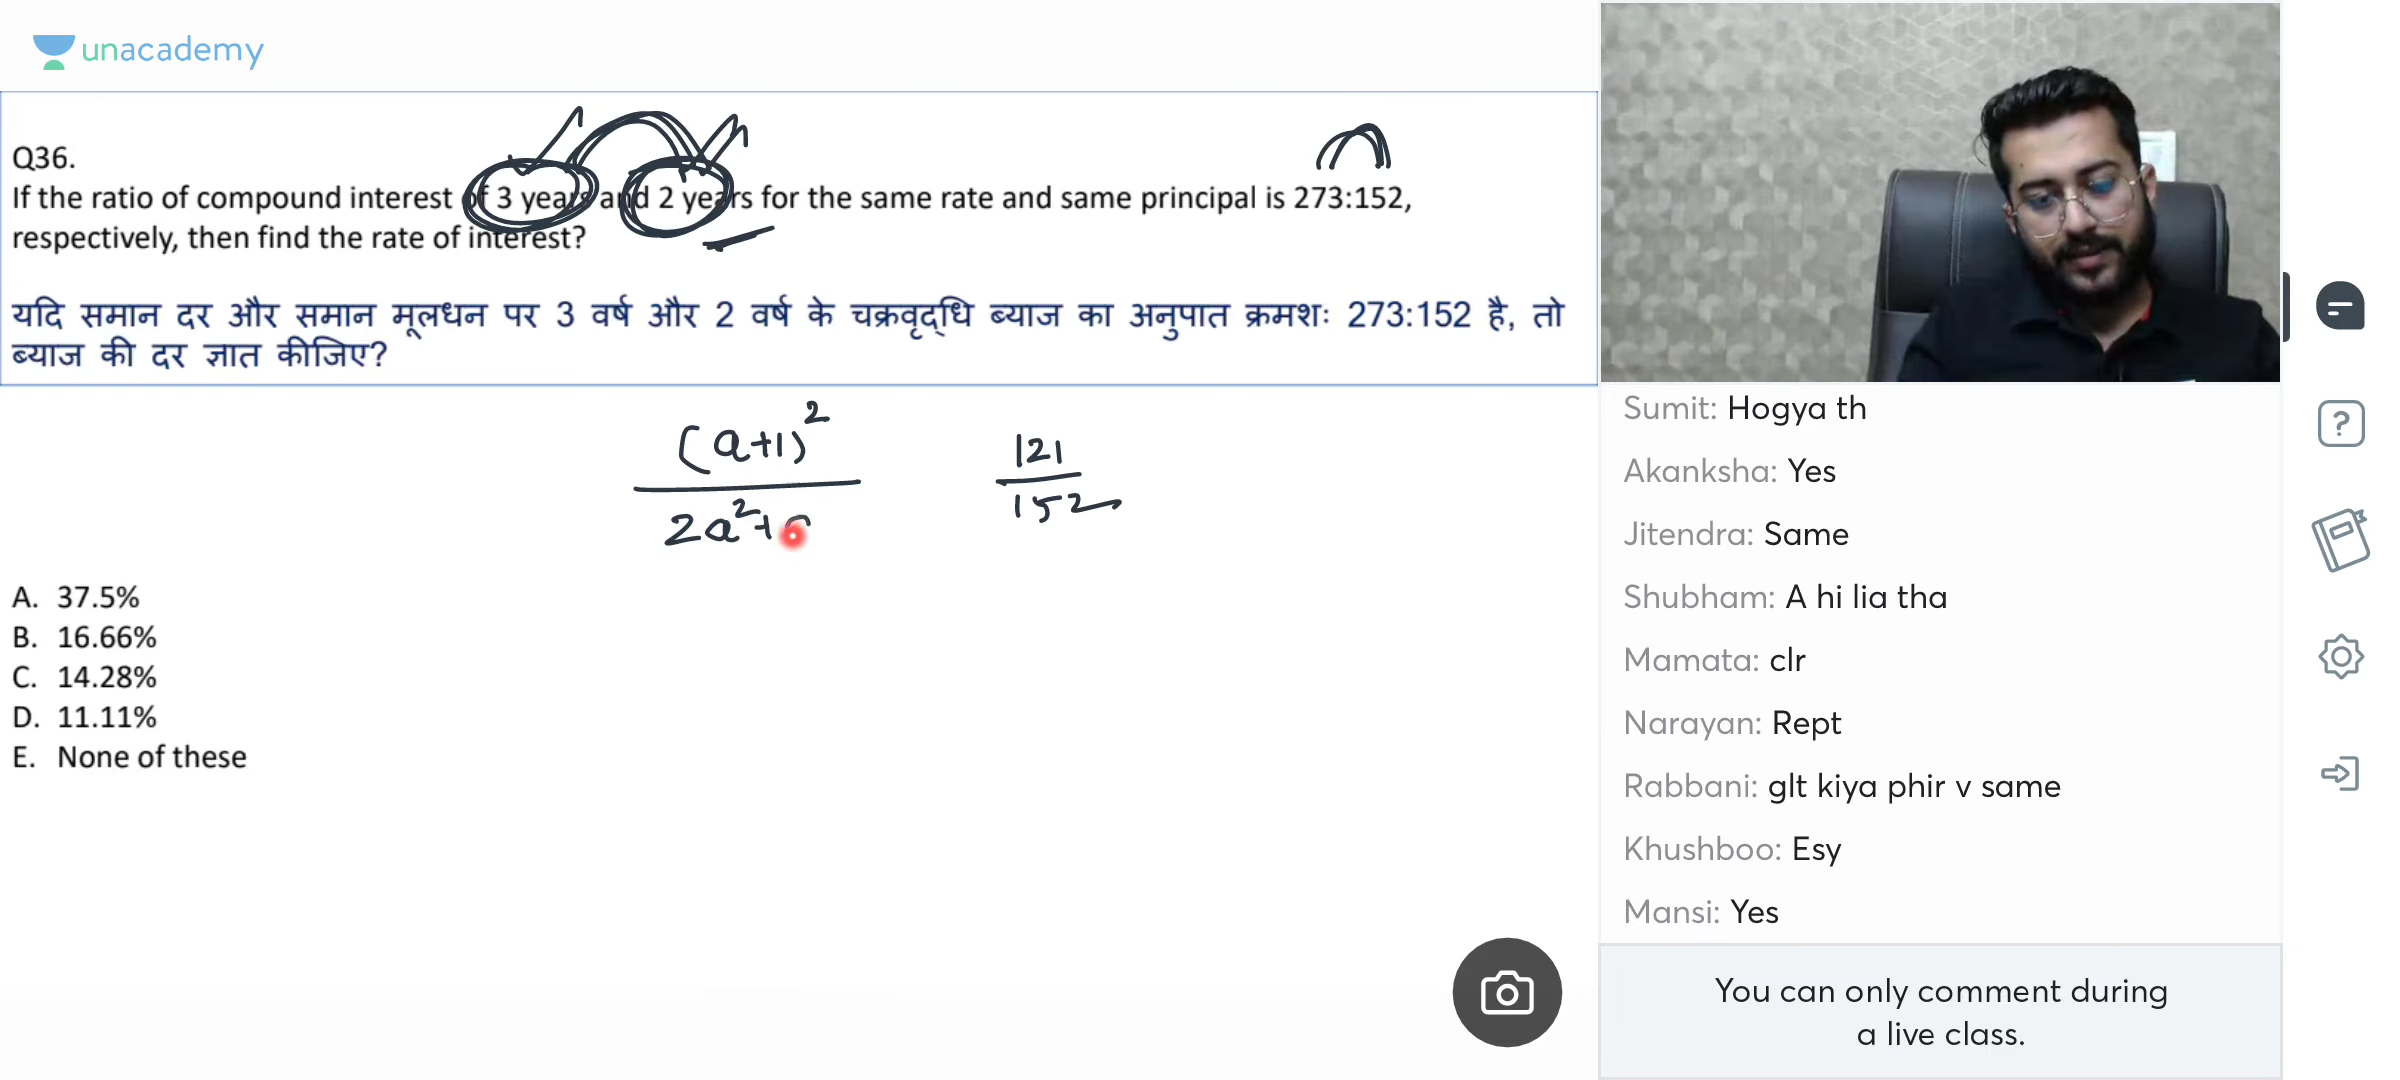 unacademy
Q36.
If the ratio of compound interest of 3 years and 2 years for the same rate and same principal is 273:152,
respectively, then find the rate of interest?
यदि समान दर और समान मूलधन पर 3 वर्ष और 2 वर्ष के चक्रवृद्धि ब्याज का अनुपात क्रमशः 273:152 है, तो
ब्याज की दर ज्ञात कीजिए?
(a+1)²
2a²+
121
152
A. 37.5%
B. 16.66%
C. 14.28%
D. 11.11%
E. None of these
Sumit: Hogya th
Akanksha: Yes
Jitendra: Same
Shubham: A hi lia tha
Mamata: clr
Narayan: Rept
Rabbani: glt kiya phir v same
Khushboo: Esy
Mansi: Yes
You can only comment during
a live class.
?